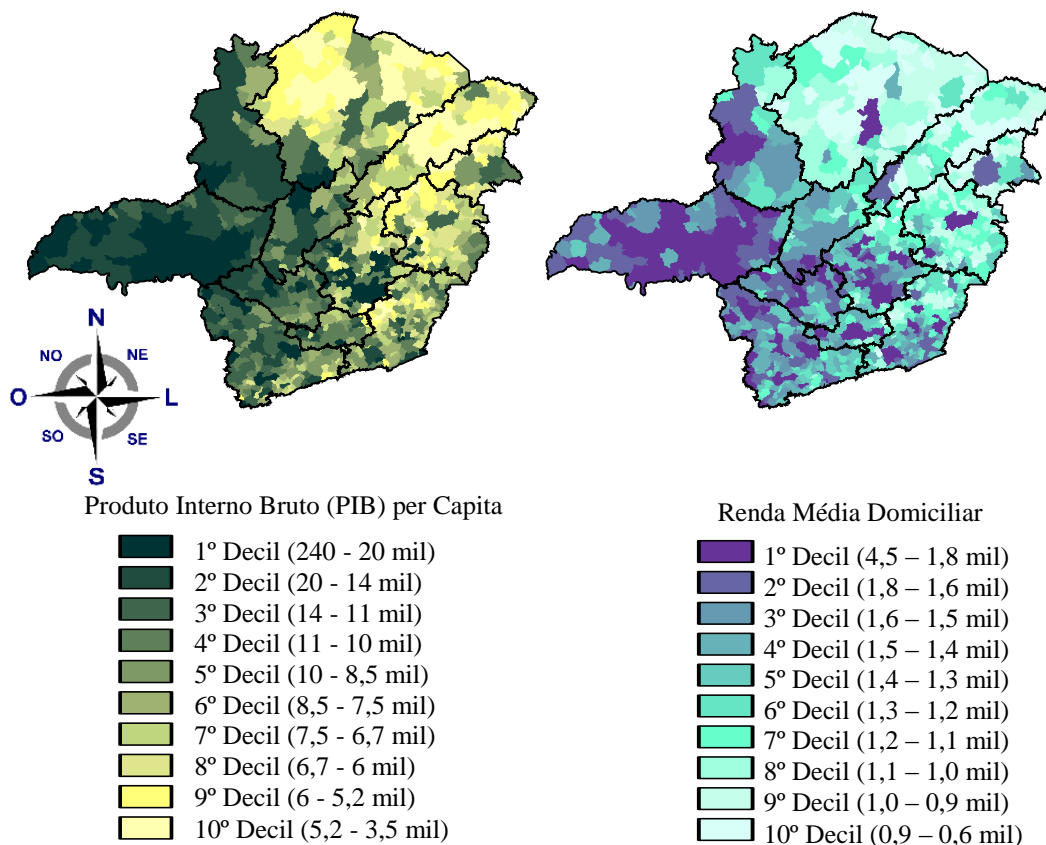 N
NO
NE
O
L
SO
SE
S
Produto Interno Bruto (PIB) per Capita
1º Decil (240 - 20 mil)
2º Decil (20 - 14 mil)
3º Decil (14 - 11 mil)
4º Decil (11 - 10 mil)
5º Decil (10 - 8,5 mil)
6º Decil (8,5 - 7,5 mil)
7º Decil (7,5 - 6,7 mil)
8º Decil (6,7 - 6 mil)
9º Decil (6 - 5,2 mil)
10º Decil (5,2 - 3,5 mil)
Renda Média Domiciliar
1º Decil (4,5 – 1,8 mil)
2º Decil (1,8 – 1,6 mil)
3º Decil (1,6 – 1,5 mil)
4º Decil (1,5 – 1,4 mil)
5º Decil (1,4 – 1,3 mil)
6º Decil (1,3 – 1,2 mil)
7º Decil (1,2 – 1,1 mil)
8º Decil (1,1 – 1,0 mil)
9º Decil (1,0 – 0,9 mil)
10º Decil (0,9 – 0,6 mil)